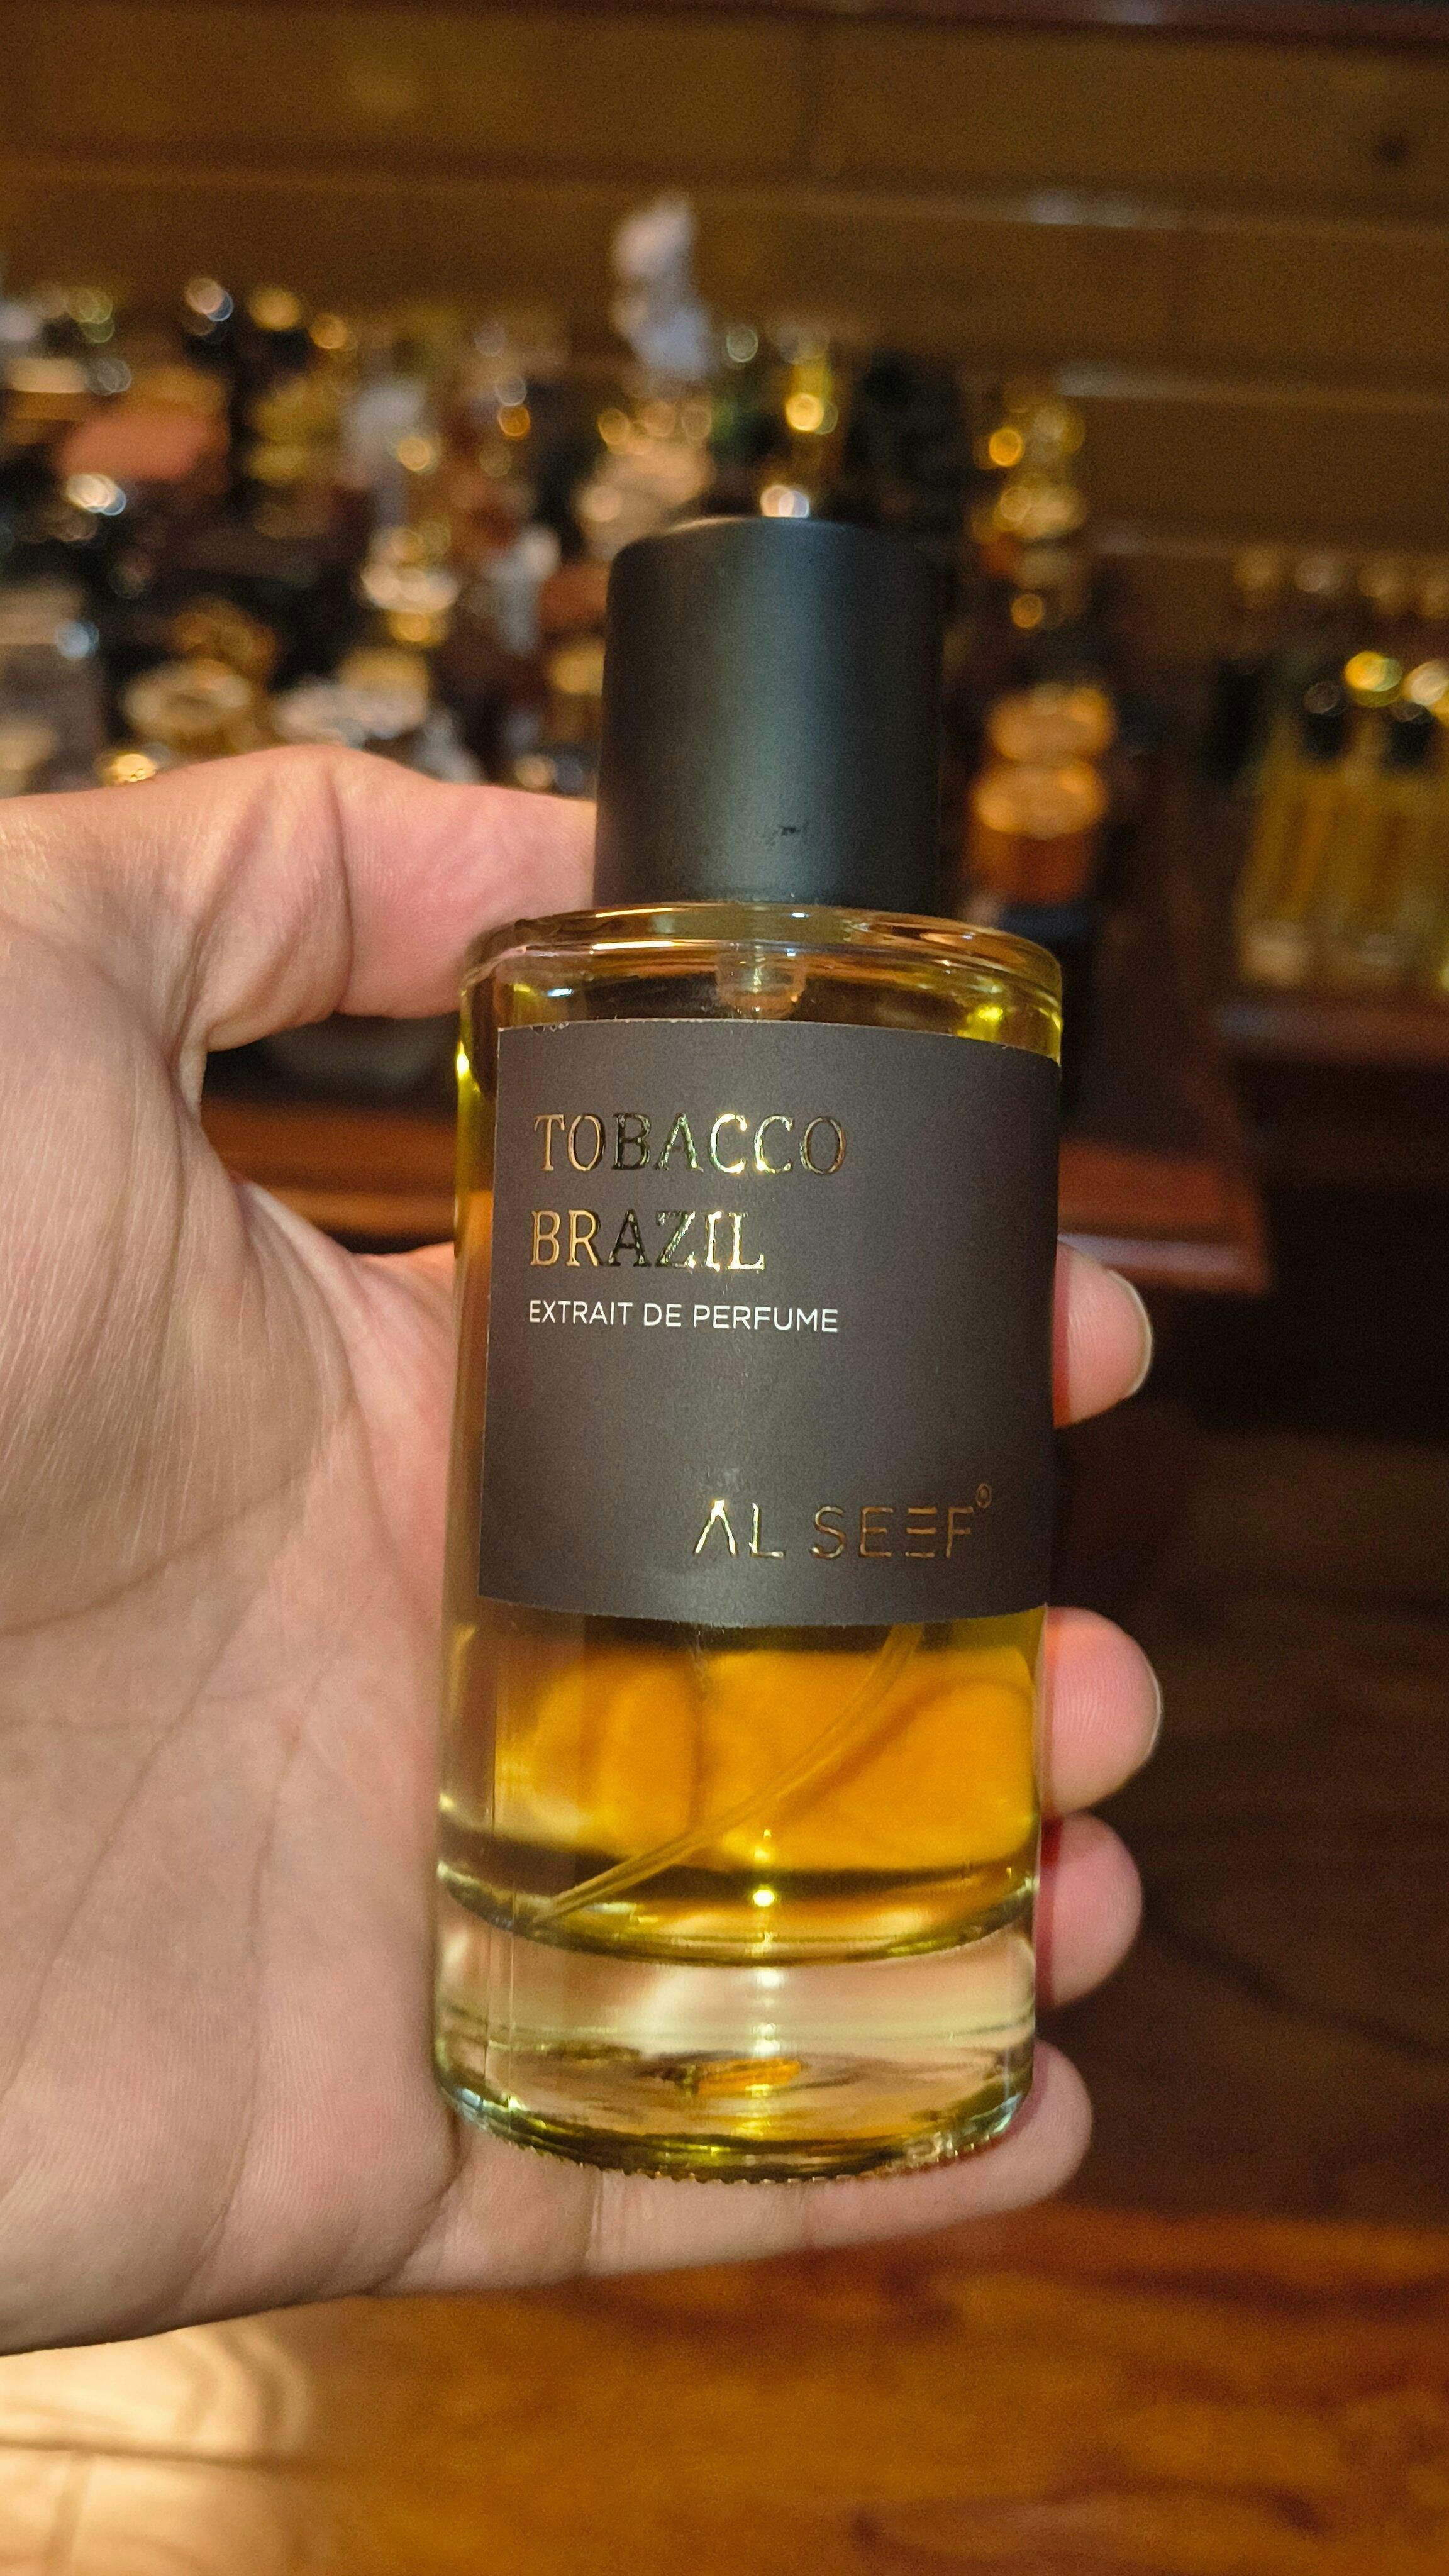 TOBACCO
BRAZIL
EXTRAIT DE PERFUME
AL SEEF®